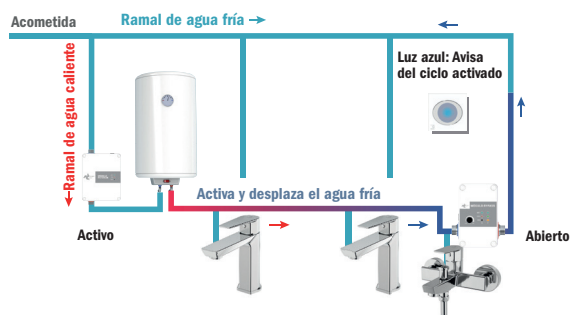 Acometida
Ramal de agua fría →
Luz azul: Avisa
del ciclo activado
←Ramal de agua caliente
Activa y desplaza el agua fría
Activo
Abierto